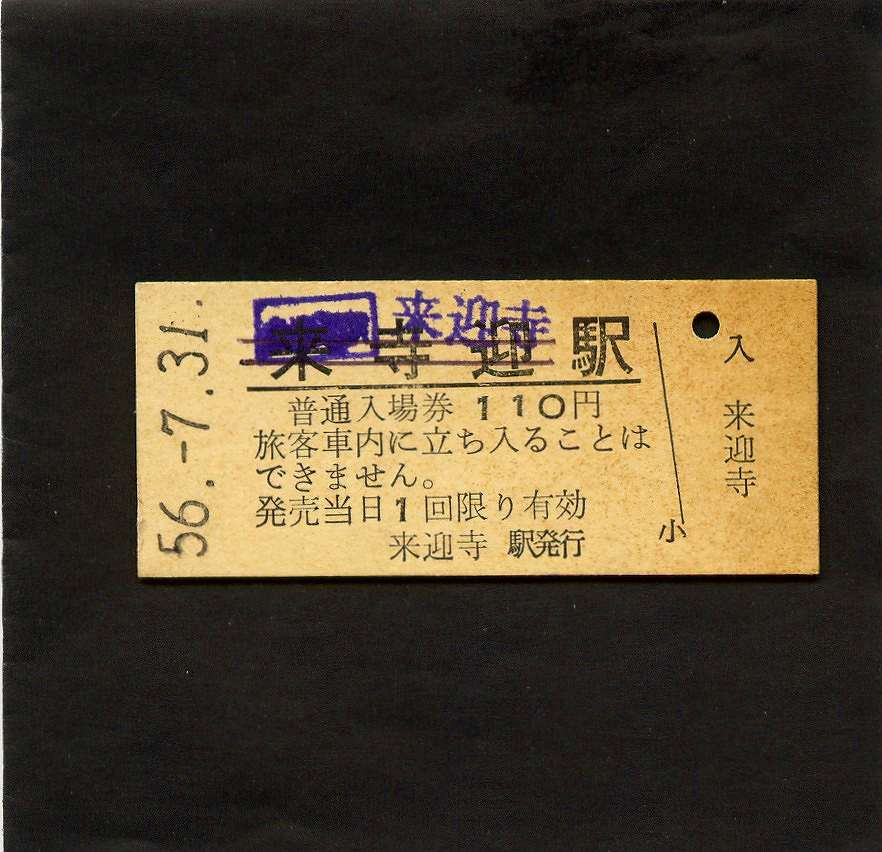 56.-7.31.
来迎寺
来寺迎駅
普通入場券 110円
旅客車内に立ち入ることは
できません。
発売当日1回限り有効
来迎寺 駅発行
小
入
来迎寺